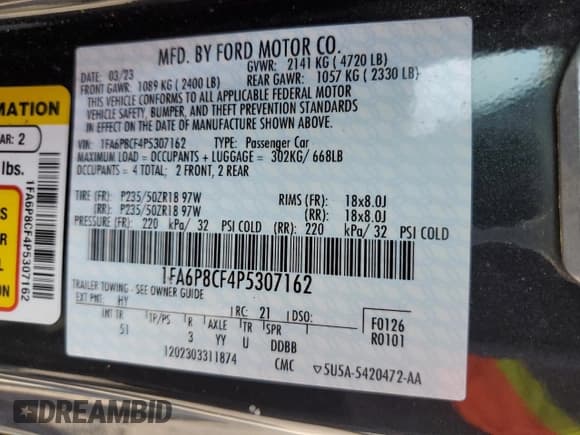 MFD. BY FORD MOTOR CO.
DATE: 03/23
GVWR: 2141 KG ( 4720 LB)
FRONT GAWR: 1089 KG ( 2400 LB)
REAR GAWR: 1057 KG ( 2330 LB)
THIS VEHICLE CONFORMS TO ALL APPLICABLE FEDERAL MOTOR
VEHICLE SAFETY, BUMPER, AND THEFT PREVENTION STANDARDS
IN EFFECT ON THE DATE OF MANUFACTURE SHOWN ABOVE.
VIN: 1FA6P8CF4P5307162 TYPE: Passenger Car
MAXIMUM LOAD = OCCUPANTS + LUGGAGE = 302KG/ 668LB
OCCUPANTS = 4 TOTAL; 2 FRONT, 2 REAR
TIRE (FR): P235/50ZR18 97W RIMS (FR): 18x8.0J
(RR): P235/50ZR18 97W (RR): 18x8.0J
PRESSURE (FR): 220 kPa/ 32 PSI COLD (RR): 220 kPa/ 32 PSI COLD
1FA6P8CF4P5307162
TRAILER TOWING - SEE OWNER GUIDE
EXT PNT: HY RC: 21 DSO:
INT TR TP/PS R AXLE TR SPR
51 3 YY U DDBB
F0126
R0101
1202303311874 CMC 5U5A-5420472-AA
MATION
AR: 2
lbs.
1FA6P8CF4P5307162
S
R
L
ON
DREAMBID